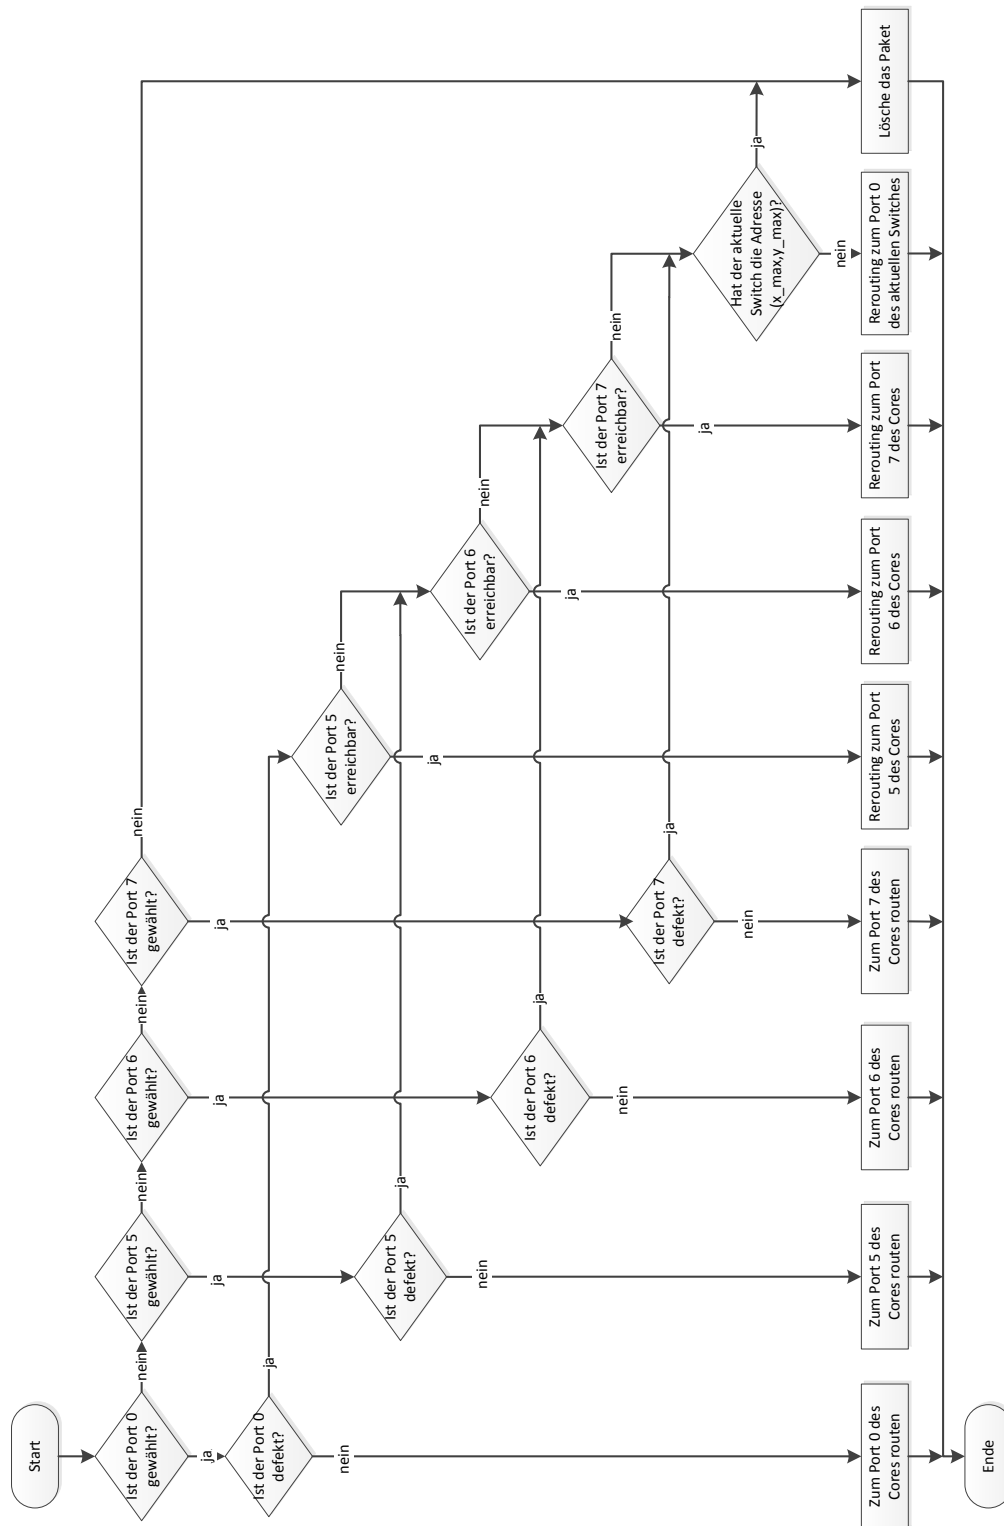 Start
Ist der Port 0
gewählt?
nein
ja
Ist der Port 5
gewählt?
nein
ja
Ist der Port 6
gewählt?
nein
ja
Ist der Port 7
gewählt?
nein
ja
Ist der Port 0
defekt?
ja
nein
Ist der Port 5
erreichbar?
nein
ja
Ist der Port 5
defekt?
ja
nein
Ist der Port 6
erreichbar?
nein
ja
Ist der Port 6
defekt?
ja
nein
Ist der Port 7
erreichbar?
nein
ja
Ist der Port 7
defekt?
ja
nein
Hat der aktuelle
Switch die Adresse
(x_max,y_max)?
ja
nein
Zum Port 0 des
Cores routen
Zum Port 5 des
Cores routen
Zum Port 6 des
Cores routen
Zum Port 7 des
Cores routen
Rerouting zum Port
5 des Cores
Rerouting zum Port
6 des Cores
Rerouting zum Port
7 des Cores
Rerouting zum Port 0
des aktuellen Switches
Lösche das Paket
Ende